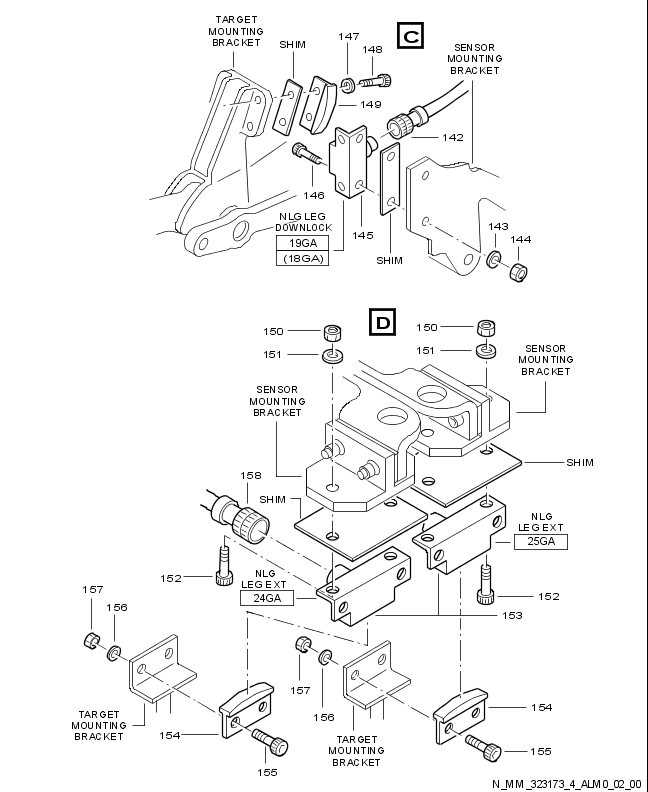 TARGET
MOUNTING
BRACKET
SHIM
147
148
C
SENSOR
MOUNTING
BRACKET
149
142
146
NLG LEG
DOWNLOCK
19GA
(18GA)
145
SHIM
143
144
D
150
151
150
151
SENSOR
MOUNTING
BRACKET
SENSOR
MOUNTING
BRACKET
158
SHIM
SHIM
NLG
LEG EXT
25GA
152
NLG
LEG EXT
24GA
152
153
157
156
157
156
TARGET
MOUNTING
BRACKET
154
155
TARGET
MOUNTING
BRACKET
154
155
N_MM_323173_4_ALM0_02_00